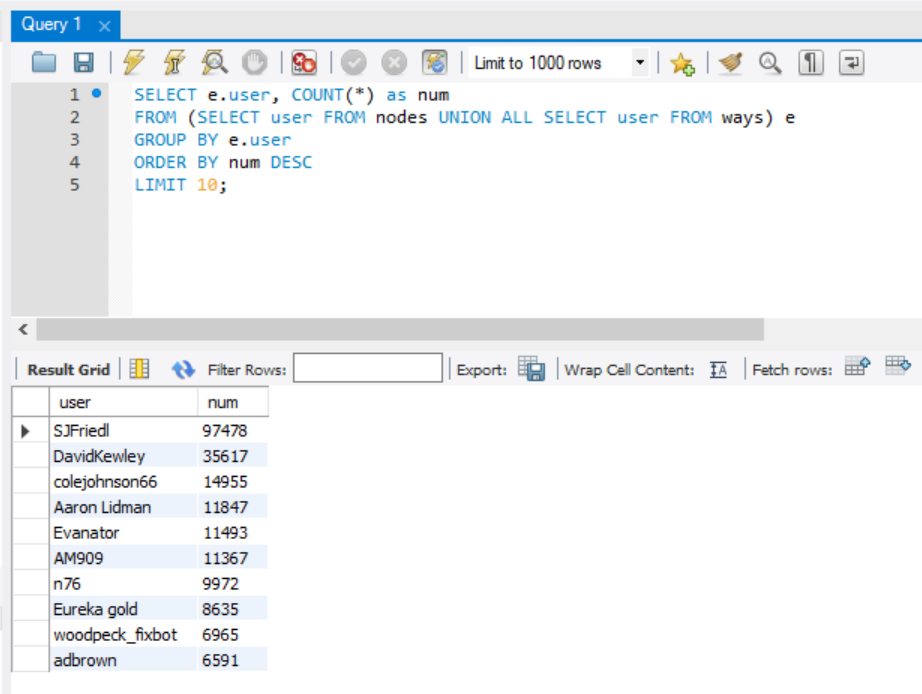 Query 1
Limit to 1000 rows
1 SELECT e.user, COUNT(*) as num
2 FROM (SELECT user FROM nodes UNION ALL SELECT user FROM ways) e
3 GROUP BY e.user
4 ORDER BY num DESC
5 LIMIT 10;
Result Grid Filter Rows: Export: Wrap Cell Content: IA Fetch rows:
user num
SJFriedl 97478
DavidKewley 35617
colejohnson66 14955
Aaron Lidman 11847
Evanator 11493
AM909 11367
n76 9972
Eureka gold 8635
woodpeck_fixbot 6965
adbrown 6591